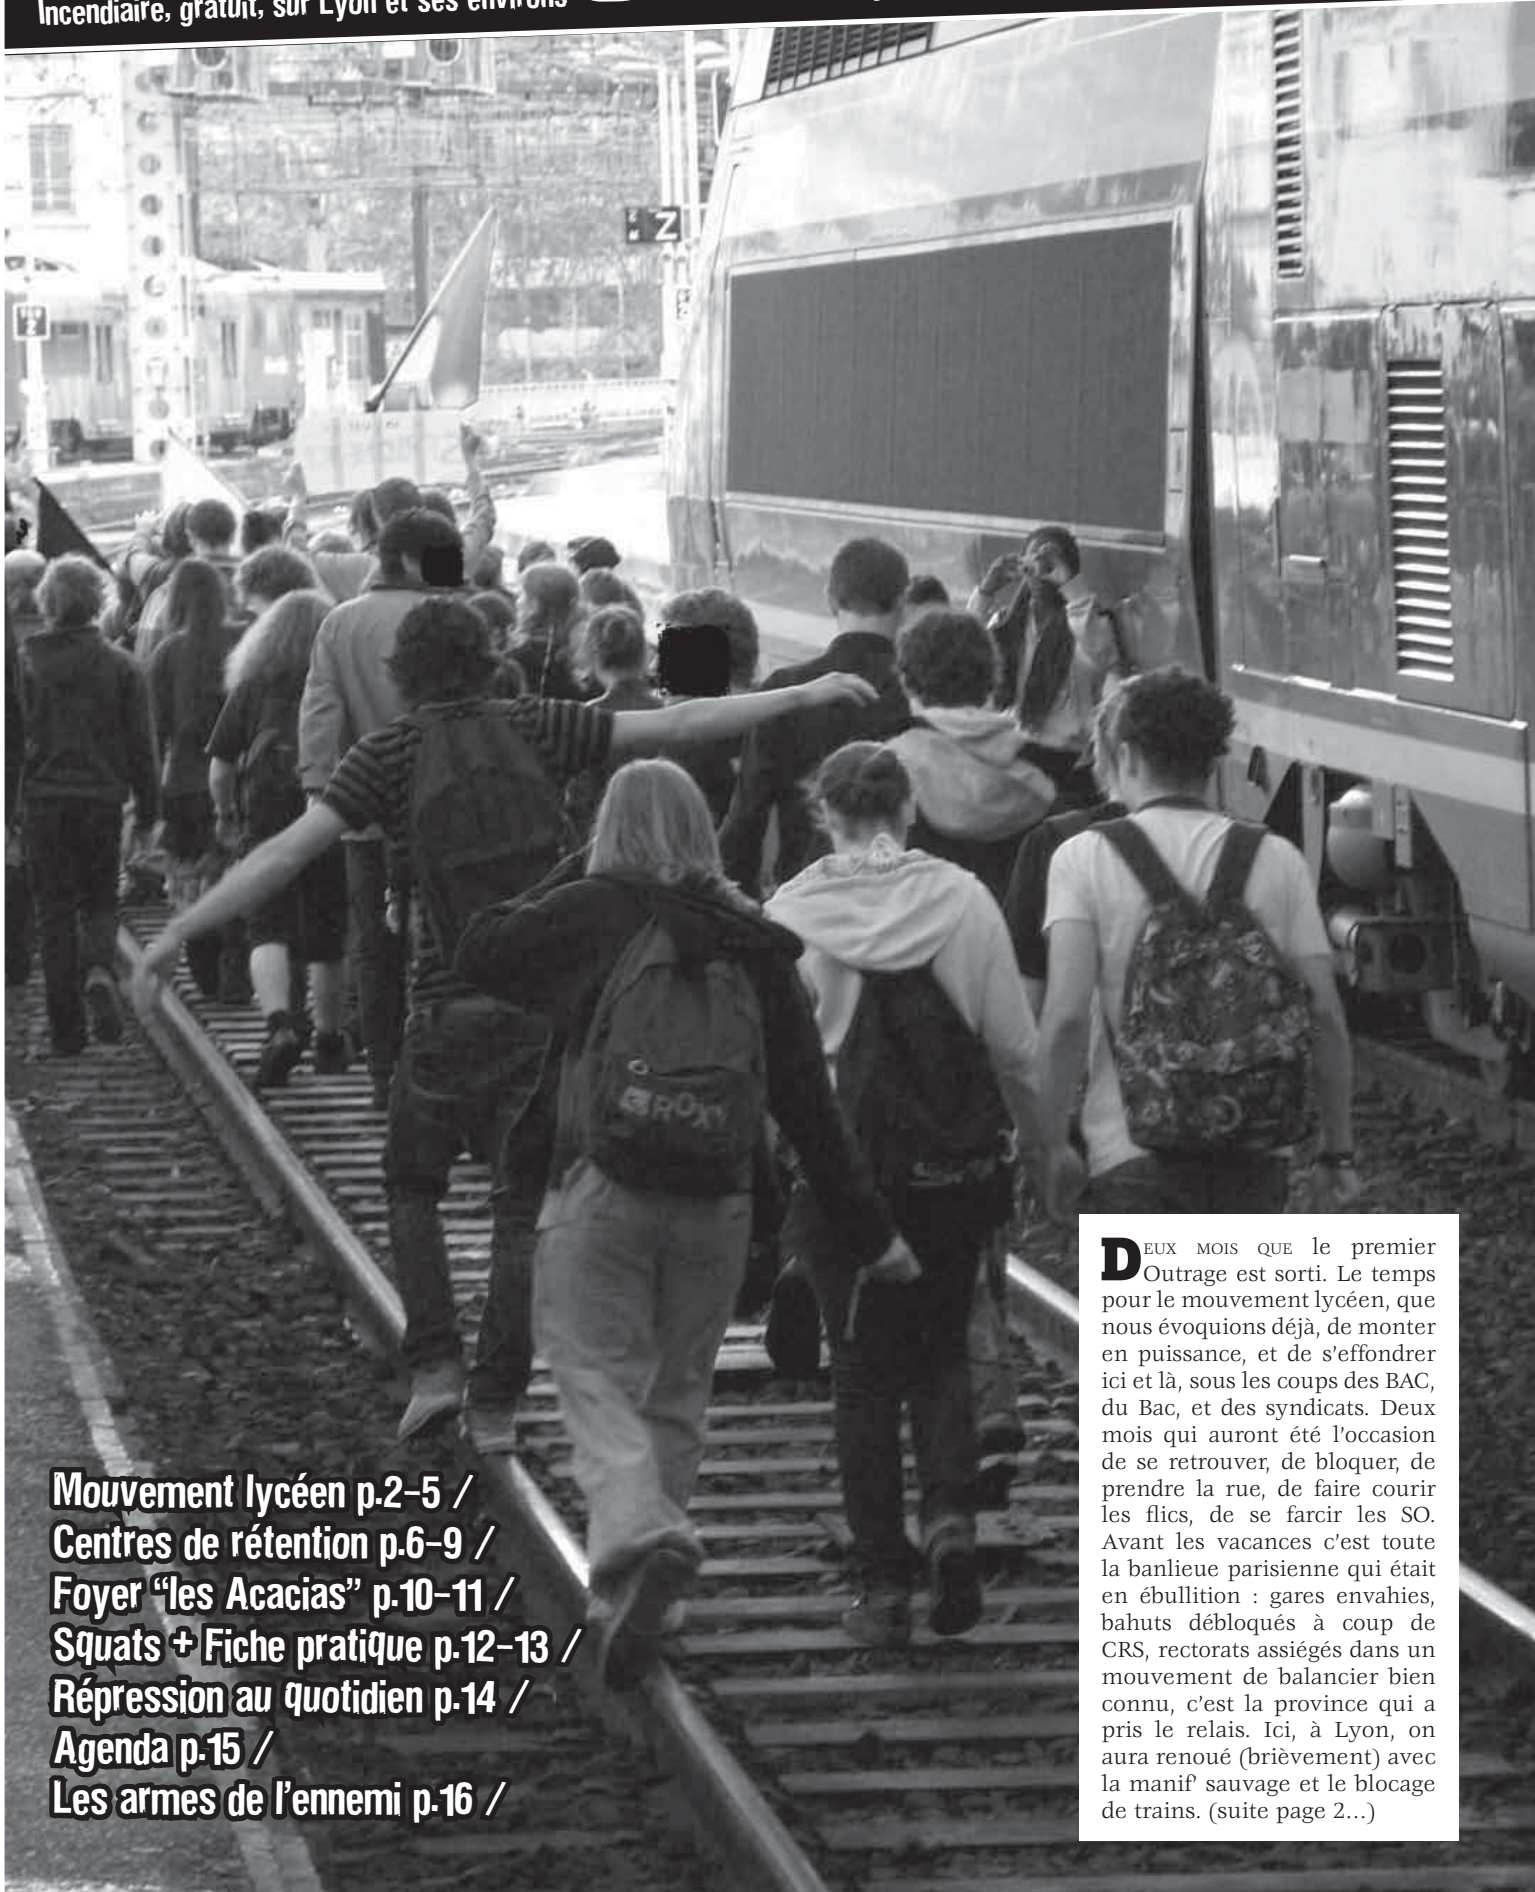 Incendiaire, gratuit, sur Lyon et ses environs
Z
ROXY
DEUX MOIS QUE le premier
Outrage est sorti. Le temps
pour le mouvement lycéen, que
nous évoquions déjà, de monter
en puissance, et de s'effondrer
ici et là, sous les coups des BAC,
du Bac, et des syndicats. Deux
mois qui auront été l'occasion
de se retrouver, de bloquer, de
prendre la rue, de faire courir
les flics, de se farcir les SO.
Avant les vacances c'est toute
la banlieue parisienne qui était
en ébullition : gares envahies,
bahuts débloqués à coup de
CRS, rectorats assiégés dans un
mouvement de balancier bien
connu, c'est la province qui a
pris le relais. Ici, à Lyon, on
aura renoué (brièvement) avec
la manif' sauvage et le blocage
de trains. (suite page 2...)
Mouvement lycéen p.2-5 /
Centres de rétention p.6-9 /
Foyer “les Acacias” p.10-11 /
Squats + Fiche pratique p.12-13 /
Répression au quotidien p.14 /
Agenda p.15 /
Les armes de l'ennemi p.16 /